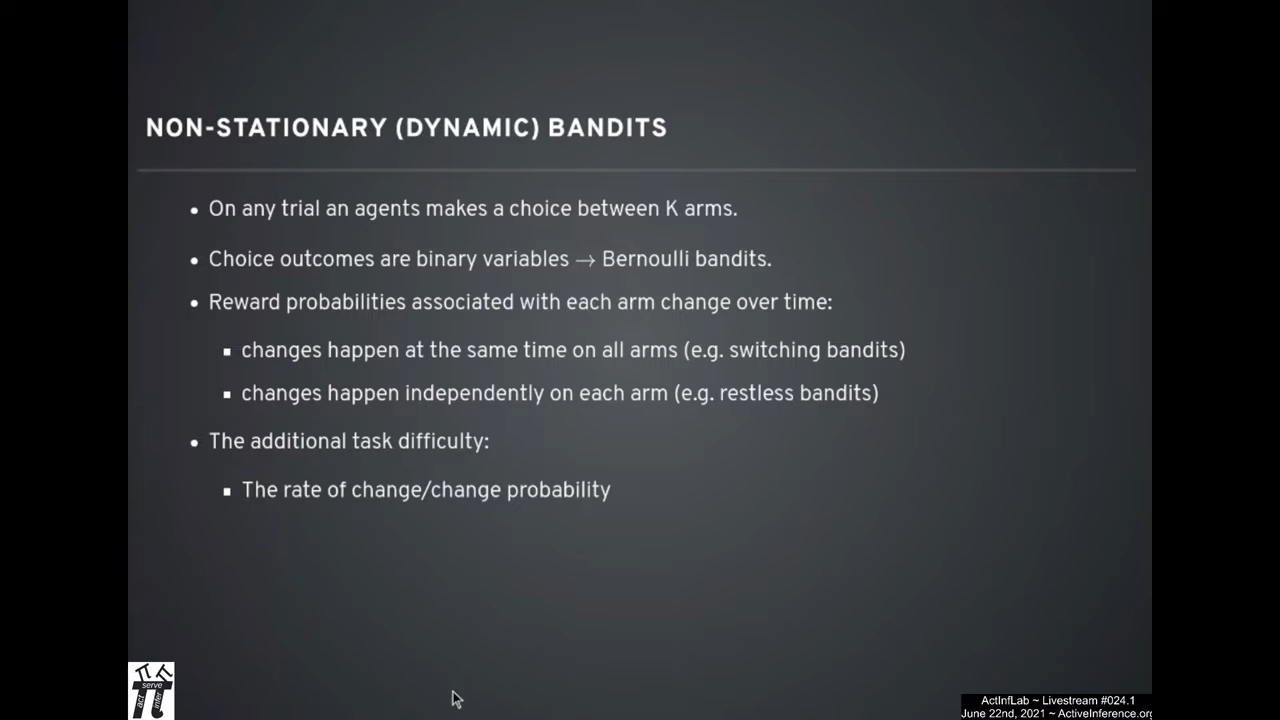 NON-STATIONARY (DYNAMIC) BANDITS
• On any trial an agents makes a choice between K arms.
• Choice outcomes are binary variables → Bernoulli bandits.
• Reward probabilities associated with each arm change over time:
▪ changes happen at the same time on all arms (e.g. switching bandits)
▪ changes happen independently on each arm (e.g. restless bandits)
• The additional task difficulty:
▪ The rate of change/change probability
serve
act
infer
ActInfLab ~ Livestream #024.1
June 22nd, 2021 ~ ActiveInference.org